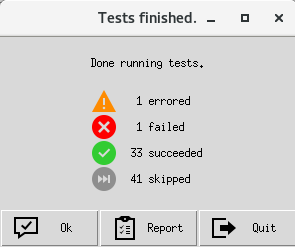 Tests finished.
Done running tests.
1 errored
1 failed
33 succeeded
41 skipped
Ok
Report
Quit